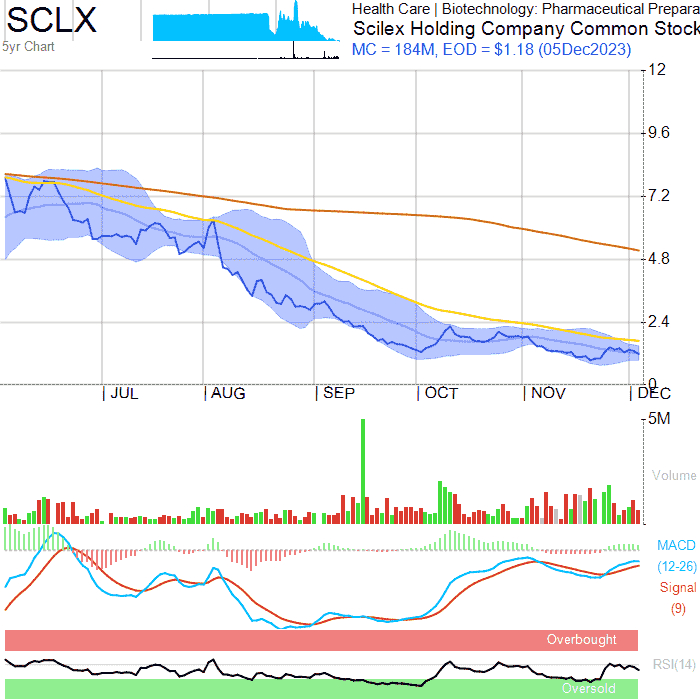 SCLX
5yr Chart
Health Care | Biotechnology: Pharmaceutical Prepara
Scilex Holding Company Common Stock
MC = 184M, EOD = $1.18 (05Dec2023)
12
9.6
7.2
4.8
2.4
0
JUL
AUG
SEP
OCT
NOV
DEC
5M
Volume
MACD
(12-26)
Signal
(9)
Overbought
RSI(14)
Oversold